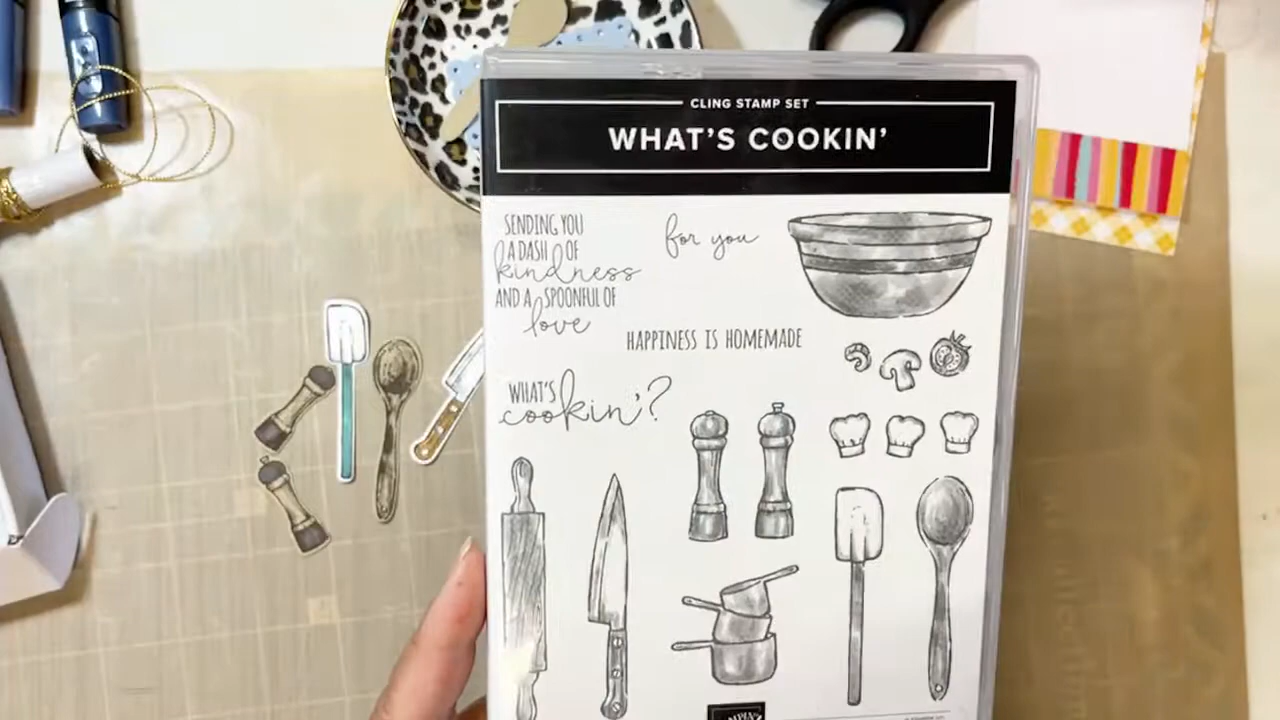 CLING STAMP SET
WHAT'S COOKIN'
SENDING YOU
A DASH OF
kindness
AND A SPOONFUL OF
love
for you
HAPPINESS IS HOMEMADE
WHAT'S
cookin'?